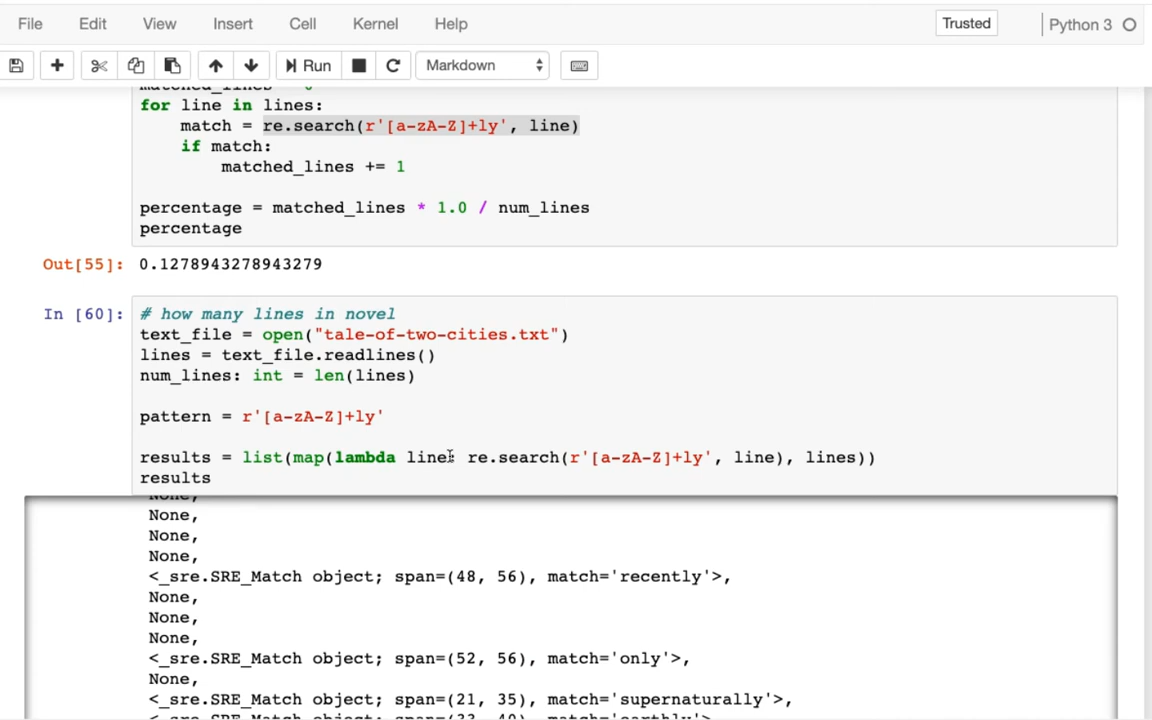 File Edit View Insert Cell Kernel Help Trusted Python 3
Run Markdown
for line in lines:
match = re.search(r'[a-zA-Z]+ly', line)
if match:
matched_lines += 1
percentage = matched_lines * 1.0 / num_lines
percentage
Out[55]: 0.1278943278943279
In [60]: # how many lines in novel
text_file = open("tale-of-two-cities.txt")
lines = text_file.readlines()
num_lines: int = len(lines)
pattern = r'[a-zA-Z]+ly'
results = list(map(lambda line: re.search(r'[a-zA-Z]+ly', line), lines))
results
None,
None,
None,
None,
<_sre.SRE_Match object; span=(48, 56), match='recently'>,
None,
None,
None,
<_sre.SRE_Match object; span=(52, 56), match='only'>,
None,
<_sre.SRE_Match object; span=(21, 35), match='supernaturally'>,